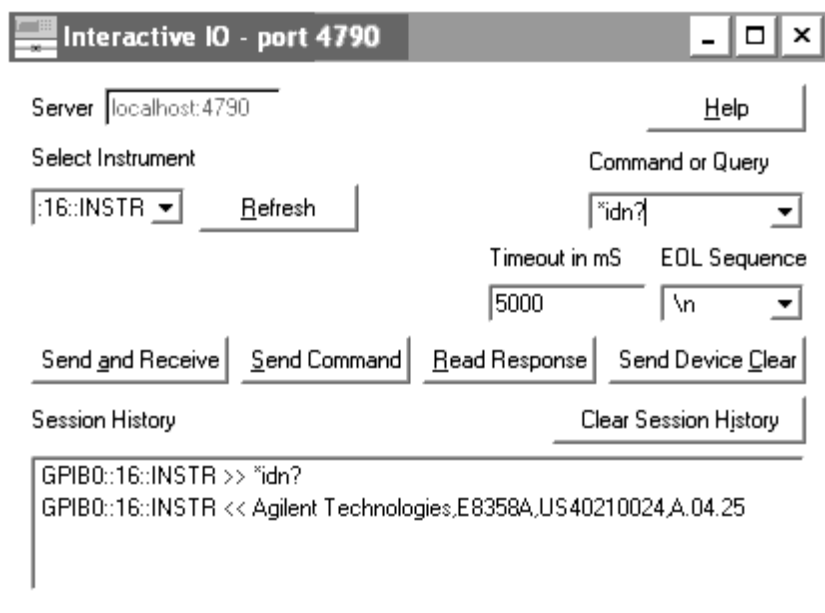 Interactive IO - port 4790
Server localhost:4790 Help
Select Instrument Command or Query
:16::INSTR Refresh *idn?
Timeout in mS EOL Sequence
5000 \n
Send and Receive Send Command Read Response Send Device Clear
Session History Clear Session History
GPIB0::16::INSTR >> *idn?
GPIB0::16::INSTR << Agilent Technologies,E8358A,US40210024,A.04.25